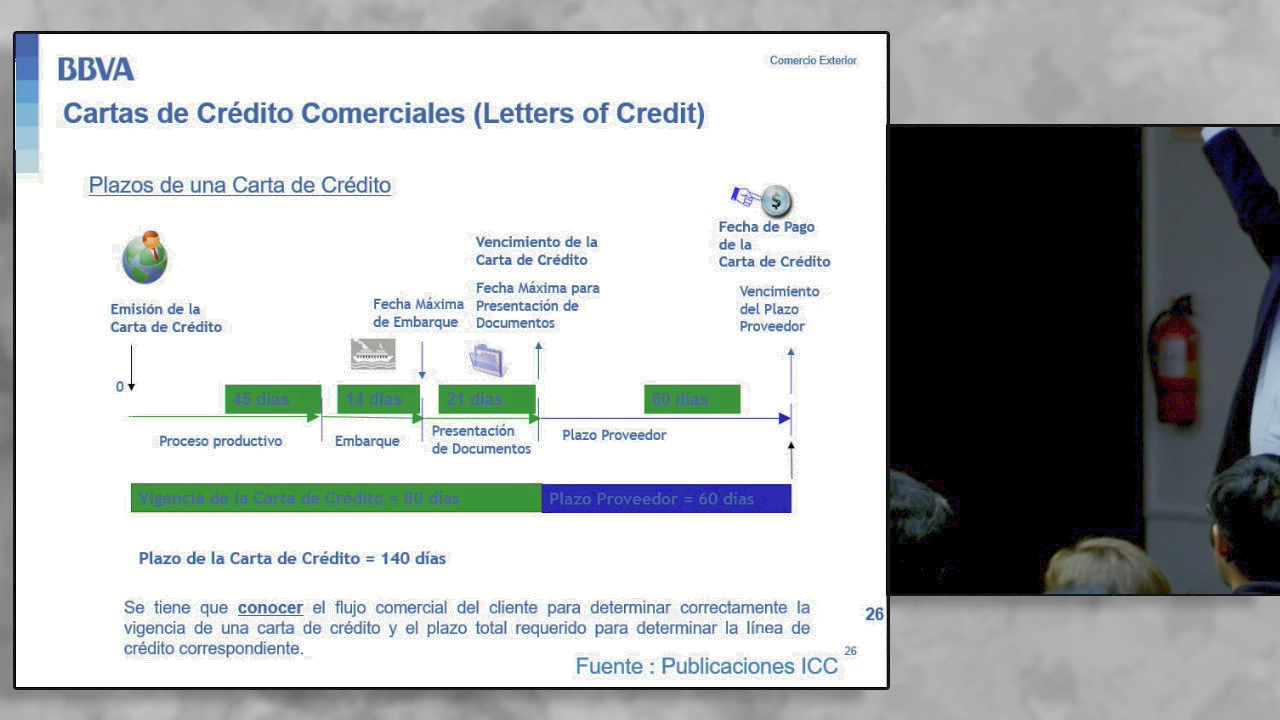 BBVA
Comercio Exterior
Cartas de Crédito Comerciales (Letters of Credit)
Plazos de una Carta de Crédito
$
Fecha de Pago
de la
Carta de Crédito
Vencimiento de la
Carta de Crédito
Fecha Máxima para
Presentación de
Documentos
Vencimiento
del Plazo
Proveedor
Fecha Máxima
de Embarque
Emisión de la
Carta de Crédito
0
45 días
14 días
21 días
60 días
Proceso productivo
Embarque
Presentación
de Documentos
Plazo Proveedor
Vigencia de la Carta de Crédito = 80 días
Plazo Proveedor = 60 días
Plazo de la Carta de Crédito = 140 días
Se tiene que conocer el flujo comercial del cliente para determinar correctamente la
vigencia de una carta de crédito y el plazo total requerido para determinar la línea de
crédito correspondiente.
26
26
Fuente : Publicaciones ICC